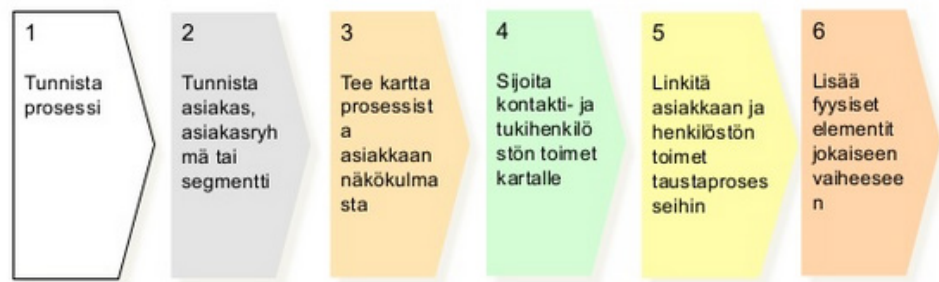 1
Tunnista
prosessi
2
Tunnista
asiakas,
asiakasryh
mä tai
segmentti
3
Tee kartta
prosessist
a
asiakkaan
näkökulma
sta
4
Sijoita
kontakti- ja
tukihenkilö
stön toimet
kartalle
5
Linkitä
asiakkaan ja
henkilöstön
toimet
taustaproses
seihin
6
Lisää
fyysiset
elementit
jokaiseen
vaiheesee
n